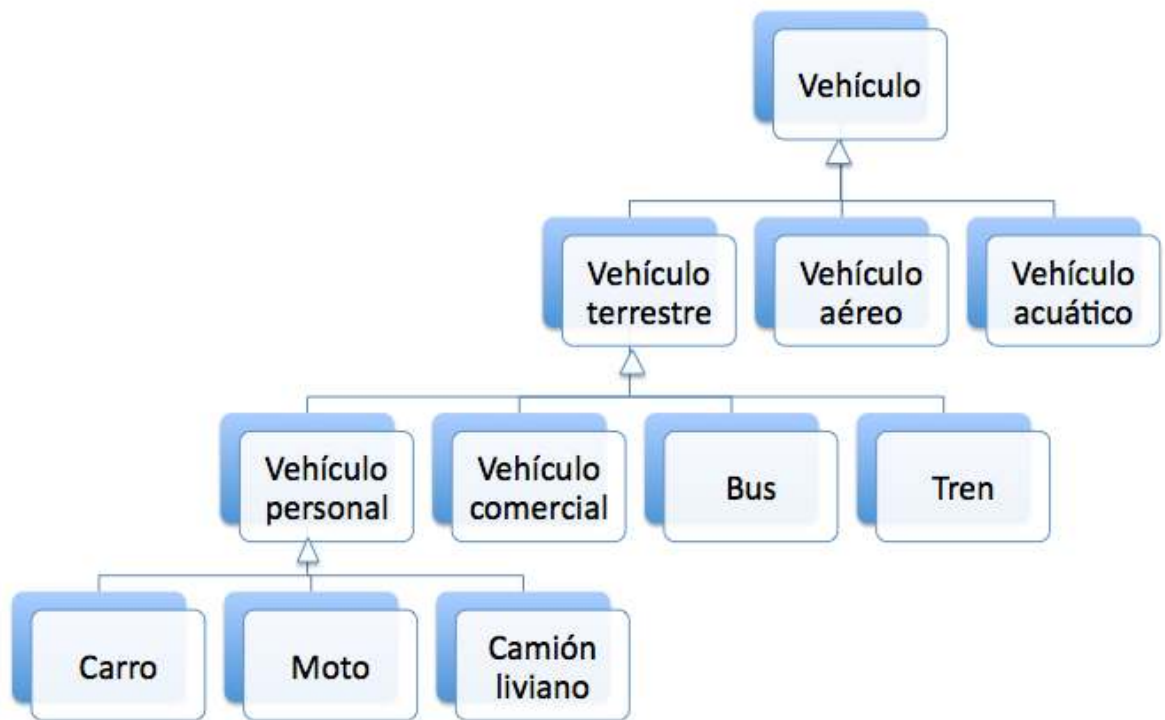 Vehículo
Vehículo
terrestre
Vehículo
aéreo
Vehículo
acuático
Vehículo
personal
Vehículo
comercial
Bus
Tren
Carro
Moto
Camión
liviano